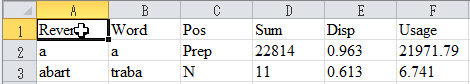 A B C D E F
1 Rever Word Pos Sum Disp Usage
2 a a Prep 22814 0.963 21971.79
3 abart traba N 11 0.613 6.741